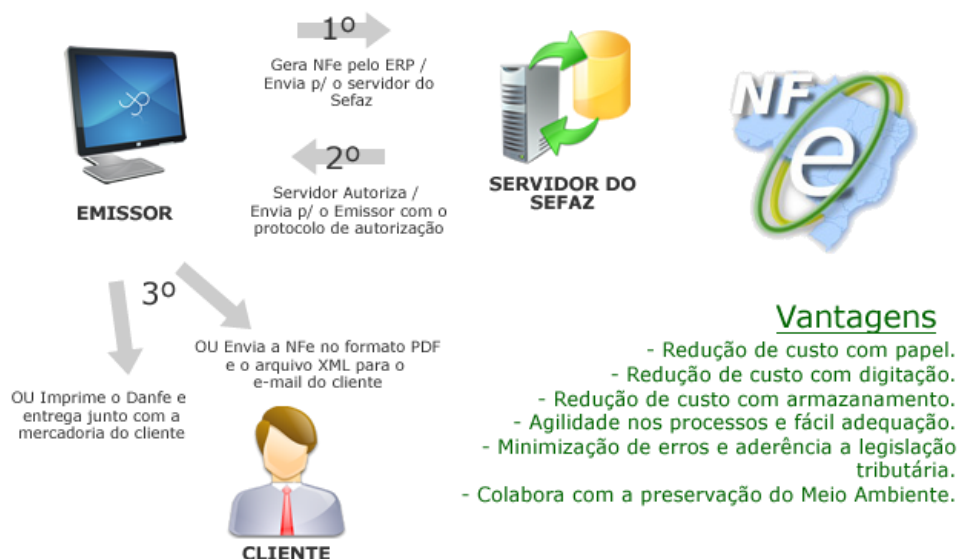 1º
Gera NFe pelo ERP /
Envia p/ o servidor do
Sefaz
2º
Servidor Autoriza /
Envia p/ o Emissor com o
protocolo de autorização
EMISSOR
SERVIDOR DO
SEFAZ
NF
e
3º
OU Envia a NFe no formato PDF
e o arquivo XML para o
e-mail do cliente
OU Imprime o Danfe e
entrega junto com a
mercadoria do cliente
CLIENTE
Vantagens
- Redução de custo com papel.
- Redução de custo com digitação.
- Redução de custo com armazanamento.
- Agilidade nos processos e fácil adequação.
- Minimização de erros e aderência a legislação
tributária.
- Colabora com a preservação do Meio Ambiente.